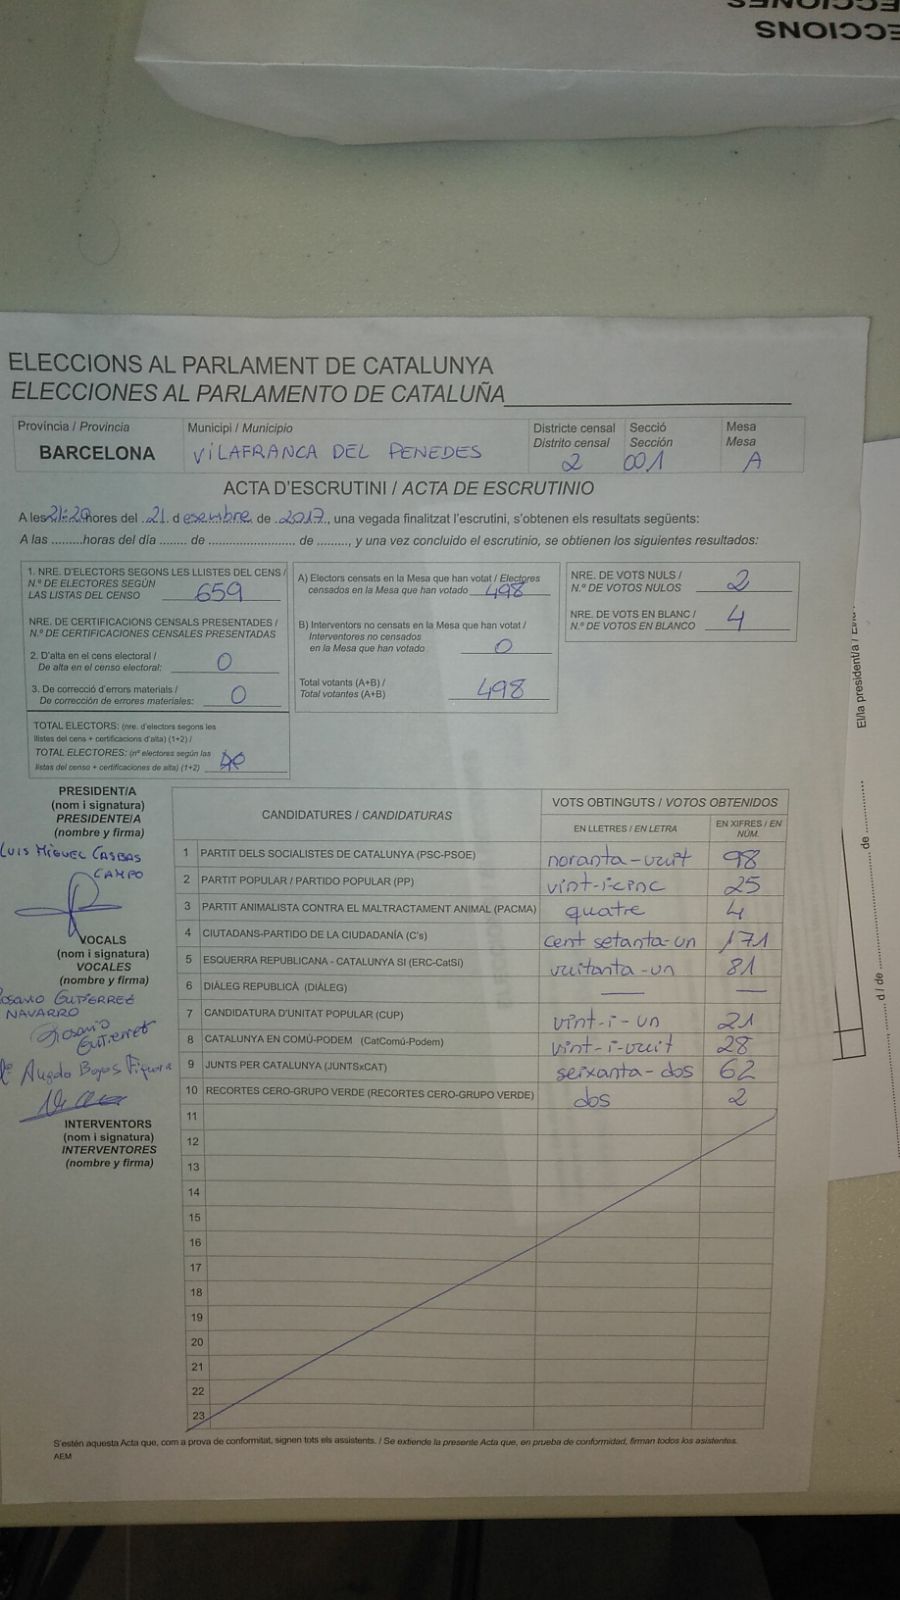 ECCIONES
ECCIONS
ELECCIONS AL PARLAMENT DE CATALUNYA
ELECCIONES AL PARLAMENTO DE CATALUÑA
Província / Provincia
BARCELONA
Municipi / Municipio
VILAFRANCA DEL PENEDES
Districte censal
Distrito censal
2
Secció
Sección
001
Mesa
Mesa
A
ACTA D'ESCRUTINI / ACTA DE ESCRUTINIO
A les 21:20 hores del 21 d esembre de 2017, una vegada finalitzat l'escrutini, s'obtenen els resultats següents:
A las .........horas del día ........ de ......................... de ........., y una vez concluido el escrutinio, se obtienen los siguientes resultados:
1. NRE. D'ELECTORS SEGONS LES LLISTES DEL CENS /
N.º DE ELECTORES SEGÚN
LAS LISTAS DEL CENSO 659
NRE. DE CERTIFICACIONS CENSALS PRESENTADES /
N.º DE CERTIFICACIONES CENSALES PRESENTADAS
2. D'alta en el cens electoral /
De alta en el censo electoral: 0
3. De correcció d'errors materials /
De corrección de errores materiales: 0
TOTAL ELECTORS: (nre. d'electors segons les
llistes del cens + certificacions d'alta) (1+2) /
TOTAL ELECTORES: (nº electores según las
listas del censo + certificaciones de alta) (1+2)
A) Electors censats en la Mesa que han votat / Electores
censados en la Mesa que han votado 498
B) Interventors no censats en la Mesa que han votat /
Interventores no censados
en la Mesa que han votado 0
Total votants (A+B) /
Total votantes (A+B) 498
NRE. DE VOTS NULS /
N.º DE VOTOS NULOS 2
NRE. DE VOTS EN BLANC /
N.º DE VOTOS EN BLANCO 4
PRESIDENT/A
(nom i signatura)
PRESIDENTE/A
(nombre y firma)
LUIS MIGUEL CASBAS
CAMPO
VOCALS
(nom i signatura)
VOCALES
(nombre y firma)
ROSARIO GUTIERREZ
NAVARRO
Rosario
Gutierrez
INTERVENTORS
(nom i signatura)
INTERVENTORES
(nombre y firma)
CANDIDATURES / CANDIDATURAS
VOTS OBTINGUTS / VOTOS OBTENIDOS
EN LLETRES / EN LETRA
EN XIFRES / EN NÚM.
1 PARTIT DELS SOCIALISTES DE CATALUNYA (PSC-PSOE) noranta-vuit 98
2 PARTIT POPULAR / PARTIDO POPULAR (PP) vint-i-cinc 25
3 PARTIT ANIMALISTA CONTRA EL MALTRACTAMENT ANIMAL (PACMA) quatre 4
4 CIUTADANS-PARTIDO DE LA CIUDADANÍA (C's) cent setanta-un 171
5 ESQUERRA REPUBLICANA - CATALUNYA SI (ERC-CatSí) vuitanta-un 81
6 DIÀLEG REPUBLICÀ (DIÀLEG) — —
7 CANDIDATURA D'UNITAT POPULAR (CUP) vint-i-un 21
8 CATALUNYA EN COMÚ-PODEM (CatComú-Podem) vint-i-vuit 28
9 JUNTS PER CATALUNYA (JUNTSxCAT) seixanta-dos 62
10 RECORTES CERO-GRUPO VERDE (RECORTES CERO-GRUPO VERDE) dos 2
11
12
13
14
15
16
17
18
19
20
21
22
23
S'estén aquesta Acta que, com a prova de conformitat, signen tots els assistents. / Se extiende la presente Acta que, en prueba de conformidad, firman todos los asistentes.
AEM
El/la president/a /
d / de .................... de